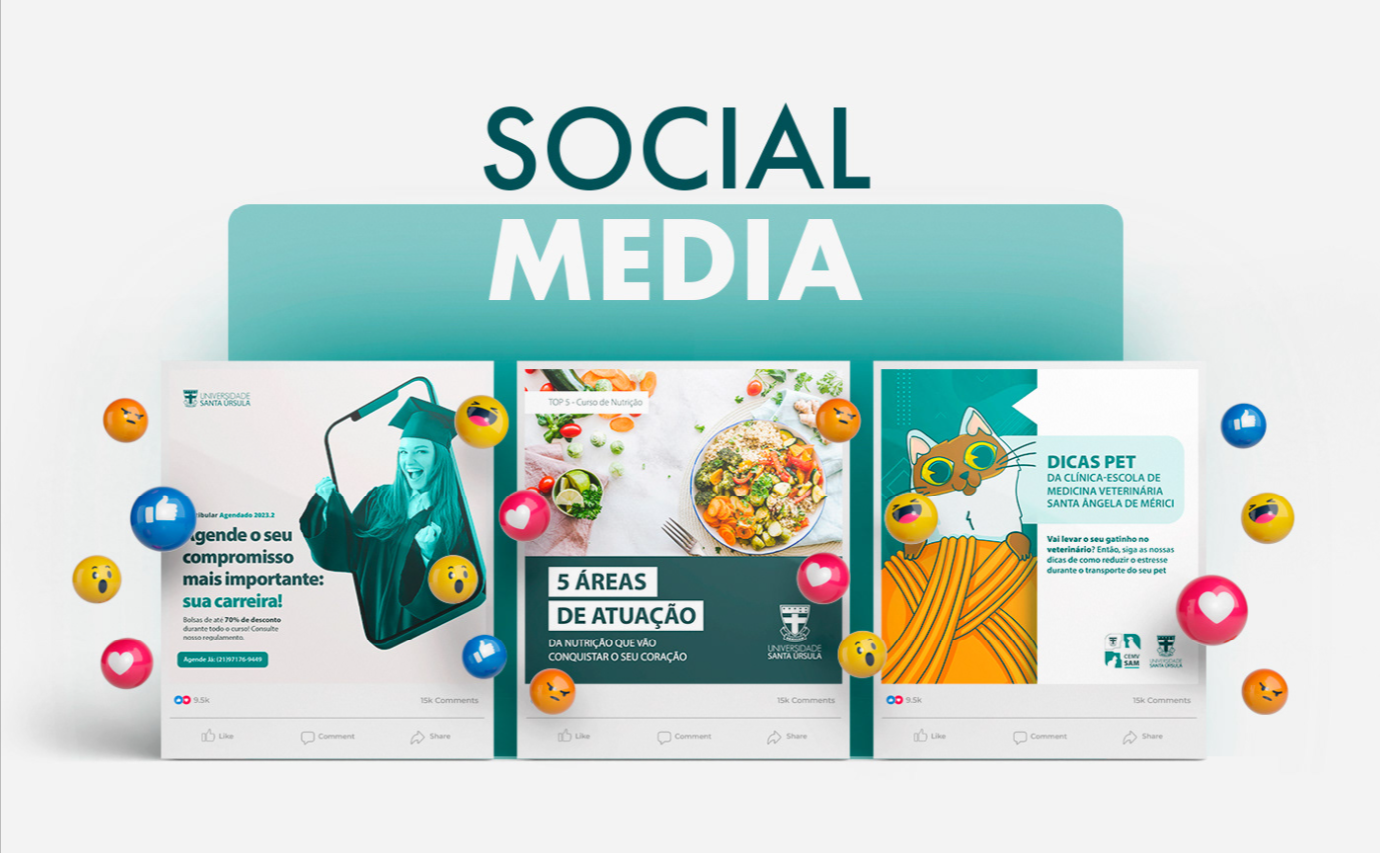 SOCIAL
MEDIA
UNIVERSIDADE
SANTA ÚRSULA
Agendado 2023.2
Agende o seu
compromisso
mais importante:
sua carreira!
Bolsas de até 70% de desconto
durante todo o curso! Consulte
nosso regulamento.
Agende Já: (21)97176-9449
9.5k
15k Comments
Like
Comment
Share
TOP 5 - Curso de Nutrição
5 ÁREAS
DE ATUAÇÃO
DA NUTRIÇÃO QUE VÃO
CONQUISTAR O SEU CORAÇÃO
UNIVERSIDADE
SANTA ÚRSULA
15k Comments
Like
Comment
Share
DICAS PET
DA CLÍNICA-ESCOLA DE
MEDICINA VETERINÁRIA
SANTA ÂNGELA DE MÉRICI
Vai levar o seu gatinho no
veterinário? Então, siga as nossas
dicas de como reduzir o estresse
durante o transporte do seu pet
CEMV
SAM
UNIVERSIDADE
SANTA ÚRSULA
9.5k
15k Comments
Like
Comment
Share